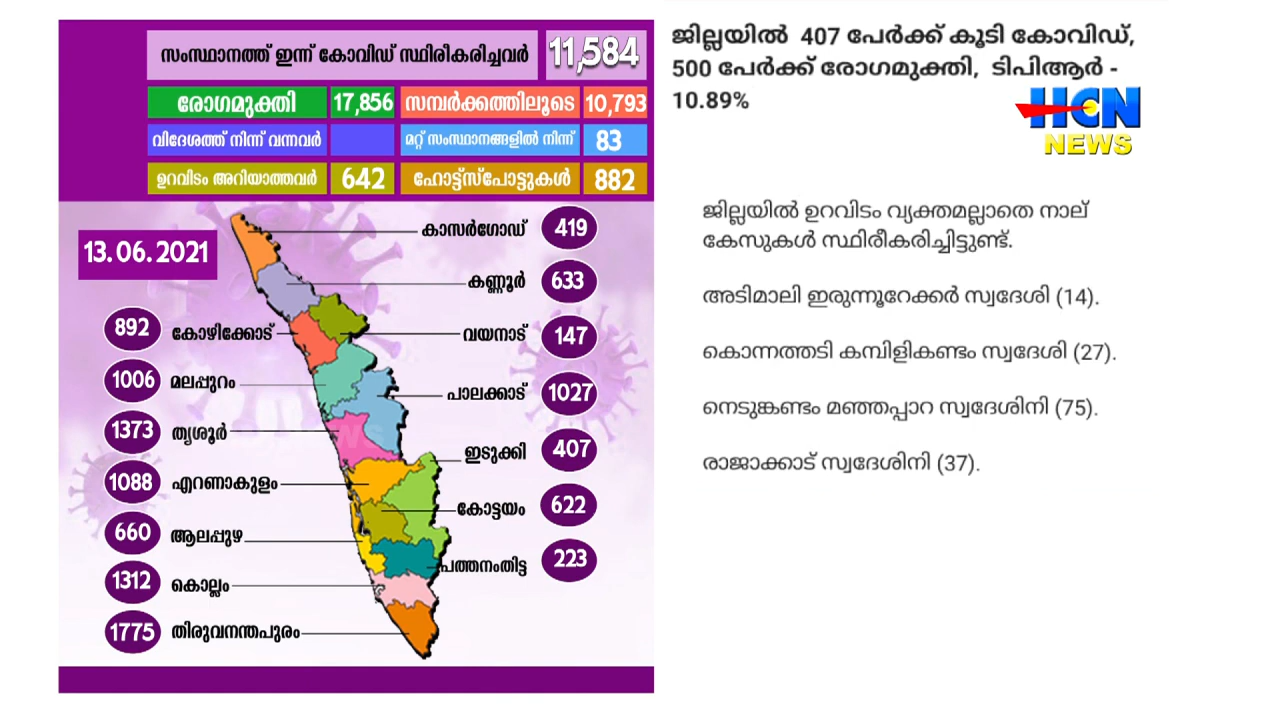 സംസ്ഥാനത്ത് ഇന്ന് കോവിഡ് സ്ഥിരീകരിച്ചവർ 11,584
രോഗമുക്തി 17,856 സമ്പർക്കത്തിലൂടെ 10,793
വിദേശത്ത് നിന്ന് വന്നവർ മറ്റ് സംസ്ഥാനങ്ങളിൽ നിന്ന് 83
ഉറവിടം അറിയാത്തവർ 642 ഹോട്ട്സ്പോട്ടുകൾ 882
13.06.2021
കാസർഗോഡ് 419
കണ്ണൂർ 633
892 കോഴിക്കോട്
വയനാട് 147
1006 മലപ്പുറം
പാലക്കാട് 1027
1373 തൃശൂർ
ഇടുക്കി 407
1088 എറണാകുളം
കോട്ടയം 622
660 ആലപ്പുഴ
പത്തനംതിട്ട 223
1312 കൊല്ലം
1775 തിരുവനന്തപുരം
ജില്ലയിൽ 407 പേർക്ക് കൂടി കോവിഡ്,
500 പേർക്ക് രോഗമുക്തി, ടിപിആർ -
10.89%
HCN
NEWS
ജില്ലയിൽ ഉറവിടം വ്യക്തമല്ലാതെ നാല്
കേസുകൾ സ്ഥിരീകരിച്ചിട്ടുണ്ട്.
അടിമാലി ഇരുന്നൂറേക്കർ സ്വദേശി (14).
കൊന്നത്തടി കമ്പിളികണ്ടം സ്വദേശി (27).
നെടുങ്കണ്ടം മഞ്ഞപ്പാറ സ്വദേശിനി (75).
രാജാക്കാട് സ്വദേശിനി (37).